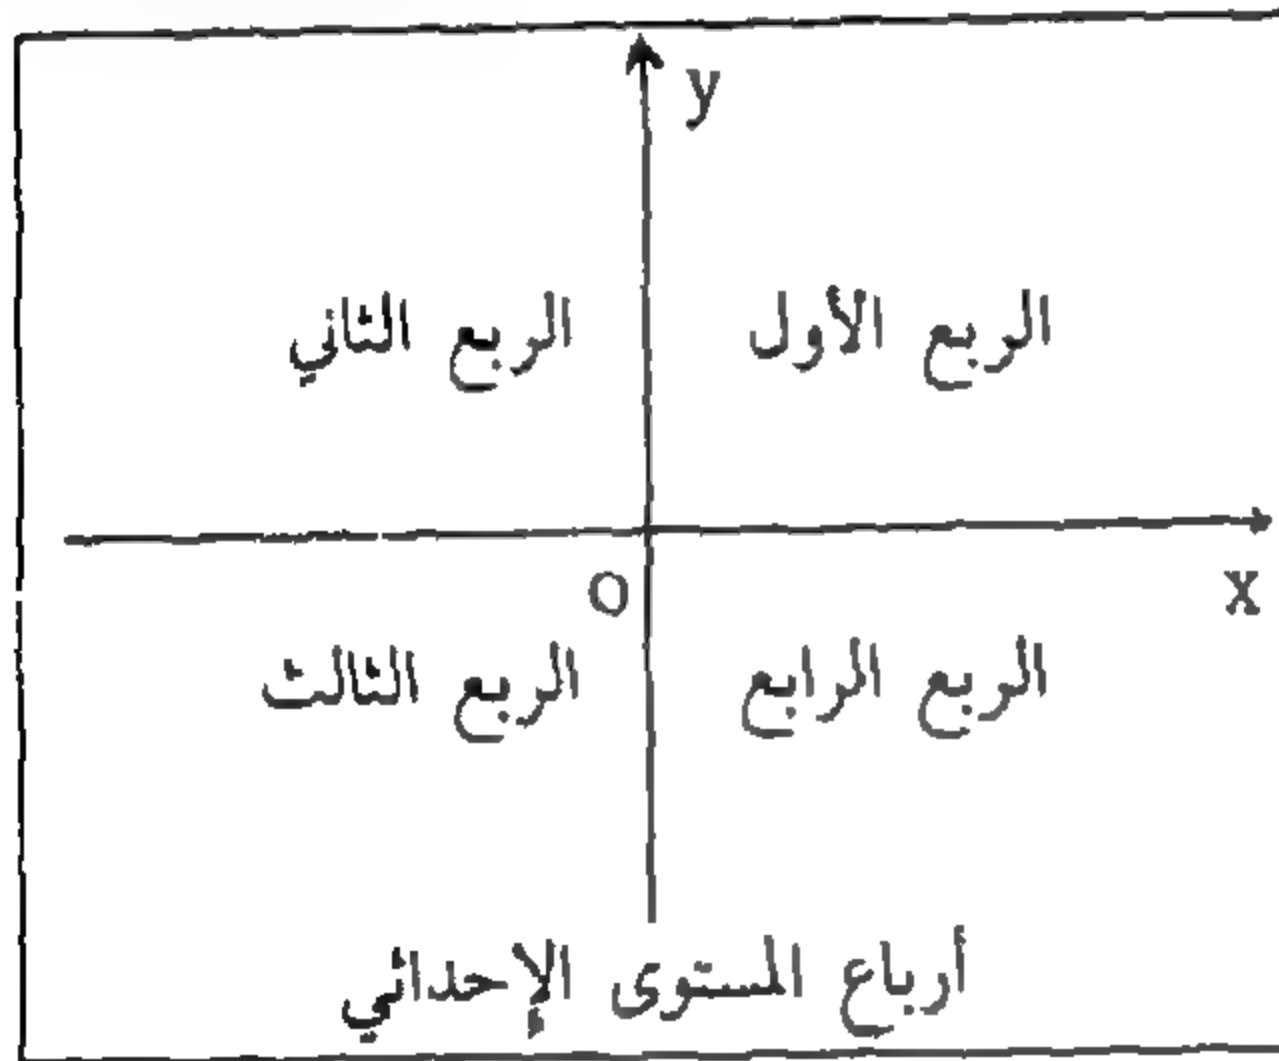 y
الربع الأول
الربع الثاني
O
x
الربع الرابع
الربع الثالث
أرباع المستوى الإحداثي